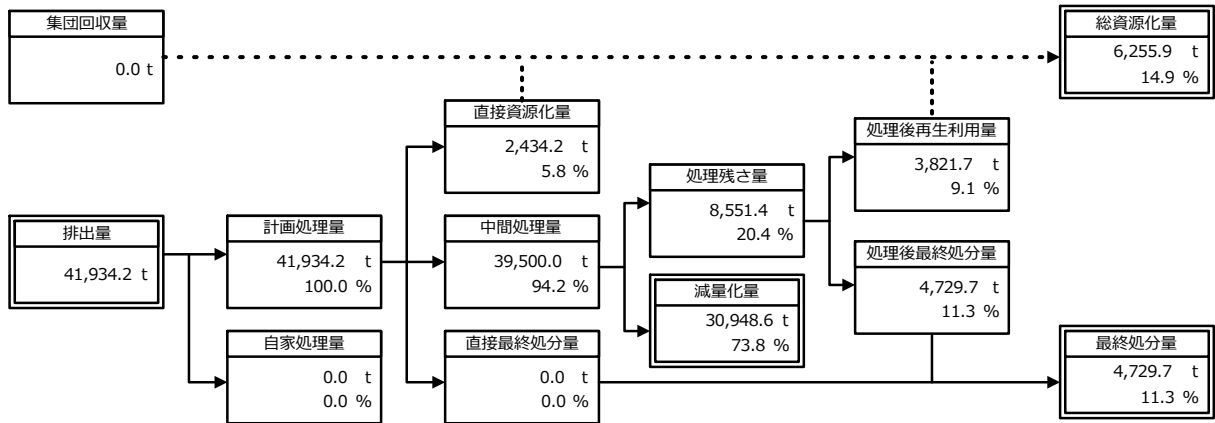 集団回収量
0.0 t
総資源化量
6,255.9 t
14.9 %
直接資源化量
2,434.2 t
5.8 %
処理後再生利用量
3,821.7 t
9.1 %
処理残さ量
8,551.4 t
20.4 %
排出量
41,934.2 t
計画処理量
41,934.2 t
100.0 %
中間処理量
39,500.0 t
94.2 %
処理後最終処分量
4,729.7 t
11.3 %
減量化量
30,948.6 t
73.8 %
自家処理量
0.0 t
0.0 %
直接最終処分量
0.0 t
0.0 %
最終処分量
4,729.7 t
11.3 %